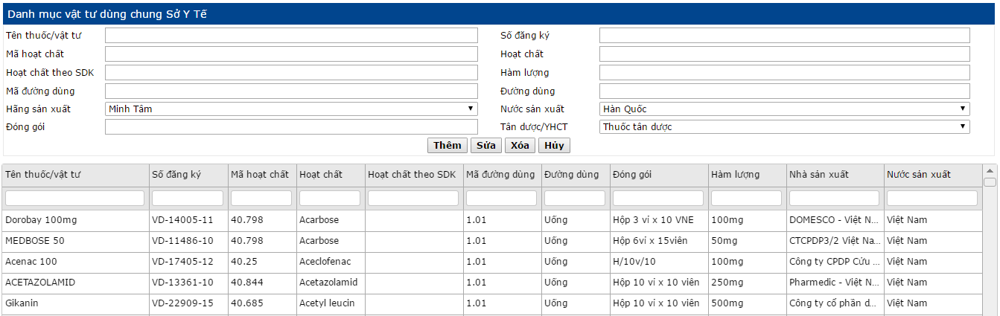 Danh mục vật tư dùng chung Sở Y Tế
Tên thuốc/vật tư Số đăng ký
Mã hoạt chất Hoạt chất
Hoạt chất theo SDK Hàm lượng
Mã đường dùng Đường dùng
Hãng sản xuất Minh Tâm Nước sản xuất Hàn Quốc
Đóng gói Tân dược/YHCT Thuốc tân dược
Thêm Sửa Xóa Hủy
Tên thuốc/vật tư Số đăng ký Mã hoạt chất Hoạt chất Hoạt chất theo SDK Mã đường dùng Đường dùng Đóng gói Hàm lượng Nhà sản xuất Nước sản xuất
Dorobay 100mg VD-14005-11 40.798 Acarbose 1.01 Uống Hộp 3 vỉ x 10 VNE 100mg DOMESCO - Việt N... Việt Nam
MEDBOSE 50 VD-11486-10 40.798 Acarbose 1.01 Uống Hộp 6vỉ x 15viên 50mg CTCPDP3/2 Việt Na... Việt Nam
Acenac 100 VD-17405-12 40.25 Aceclofenac 1.01 Uống H/10v/10 100mg Công ty CPDP Cửu ... Việt Nam
ACETAZOLAMID VD-13361-10 40.844 Acetazolamid 1.01 Uống Hộp 10 vỉ x 10 viên 250mg Pharmedic - Việt N... Việt Nam
Gikanin VD-22909-15 40.685 Acetyl leucin 1.01 Uống Hộp 10 vỉ x 10 viên 500mg Công ty cổ phần d... Việt Nam